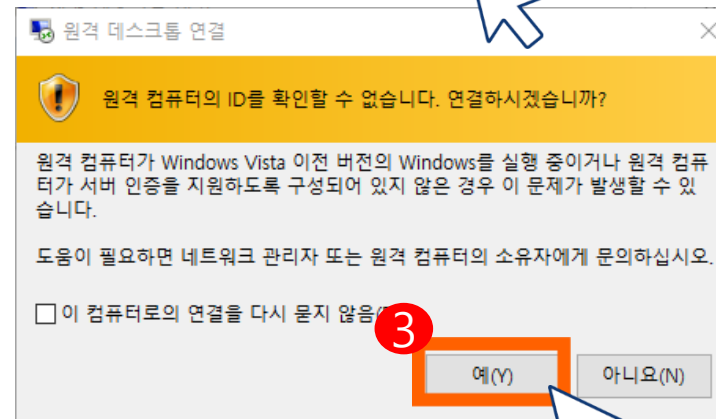 원격 데스크톱 연결
원격 컴퓨터의 ID를 확인할 수 없습니다. 연결하시겠습니까?
원격 컴퓨터가 Windows Vista 이전 버전의 Windows를 실행 중이거나 원격 컴퓨
터가 서버 인증을 지원하도록 구성되어 있지 않은 경우 이 문제가 발생할 수 있
습니다.
도움이 필요하면 네트워크 관리자 또는 원격 컴퓨터의 소유자에게 문의하십시오.
이 컴퓨터로의 연결을 다시 묻지 않음(
3
예(Y)
아니요(N)